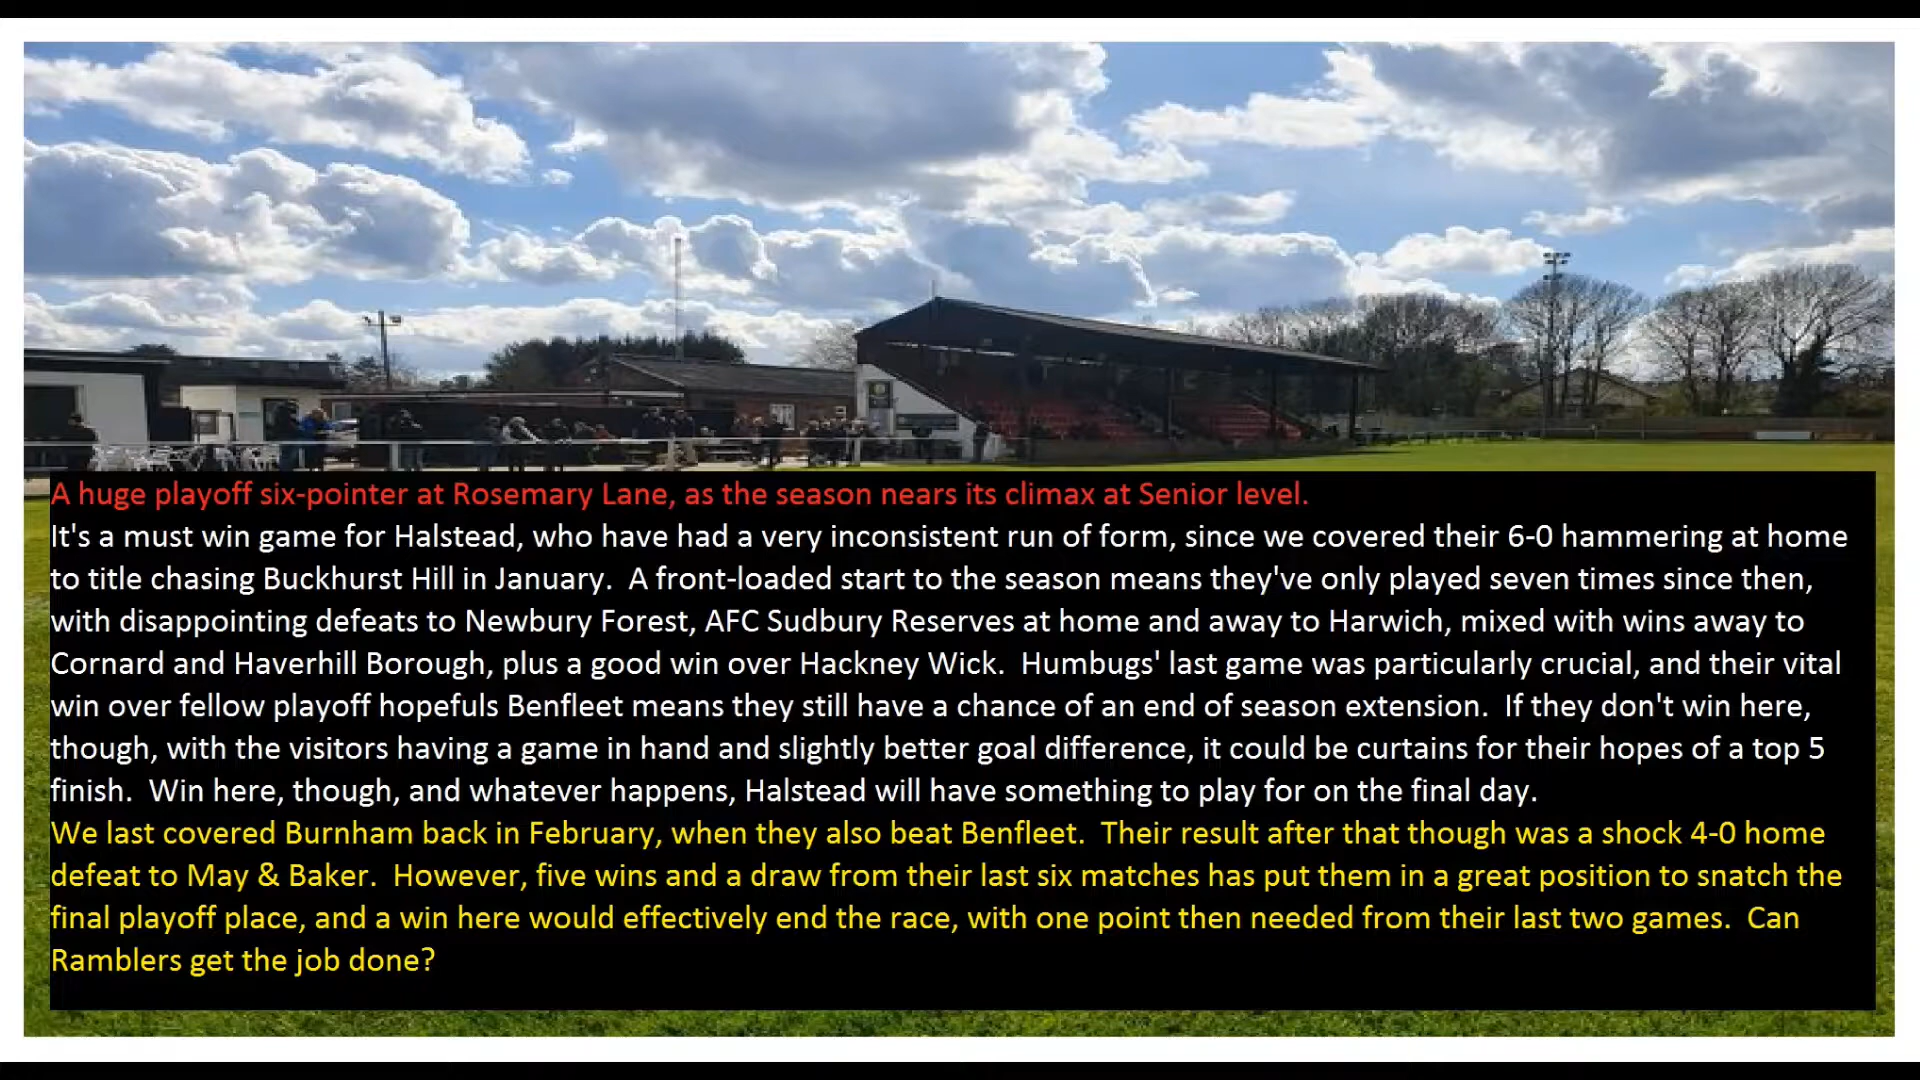 A huge playoff six-pointer at Rosemary Lane, as the season nears its climax at Senior level.
It's a must win game for Halstead, who have had a very inconsistent run of form, since we covered their 6-0 hammering at home
to title chasing Buckhurst Hill in January.  A front-loaded start to the season means they've only played seven times since then,
with disappointing defeats to Newbury Forest, AFC Sudbury Reserves at home and away to Harwich, mixed with wins away to
Cornard and Haverhill Borough, plus a good win over Hackney Wick.  Humbugs' last game was particularly crucial, and their vital
win over fellow playoff hopefuls Benfleet means they still have a chance of an end of season extension.  If they don't win here,
though, with the visitors having a game in hand and slightly better goal difference, it could be curtains for their hopes of a top 5
finish.  Win here, though, and whatever happens, Halstead will have something to play for on the final day.
We last covered Burnham back in February, when they also beat Benfleet.  Their result after that though was a shock 4-0 home
defeat to May & Baker.  However, five wins and a draw from their last six matches has put them in a great position to snatch the
final playoff place, and a win here would effectively end the race, with one point then needed from their last two games.  Can
Ramblers get the job done?